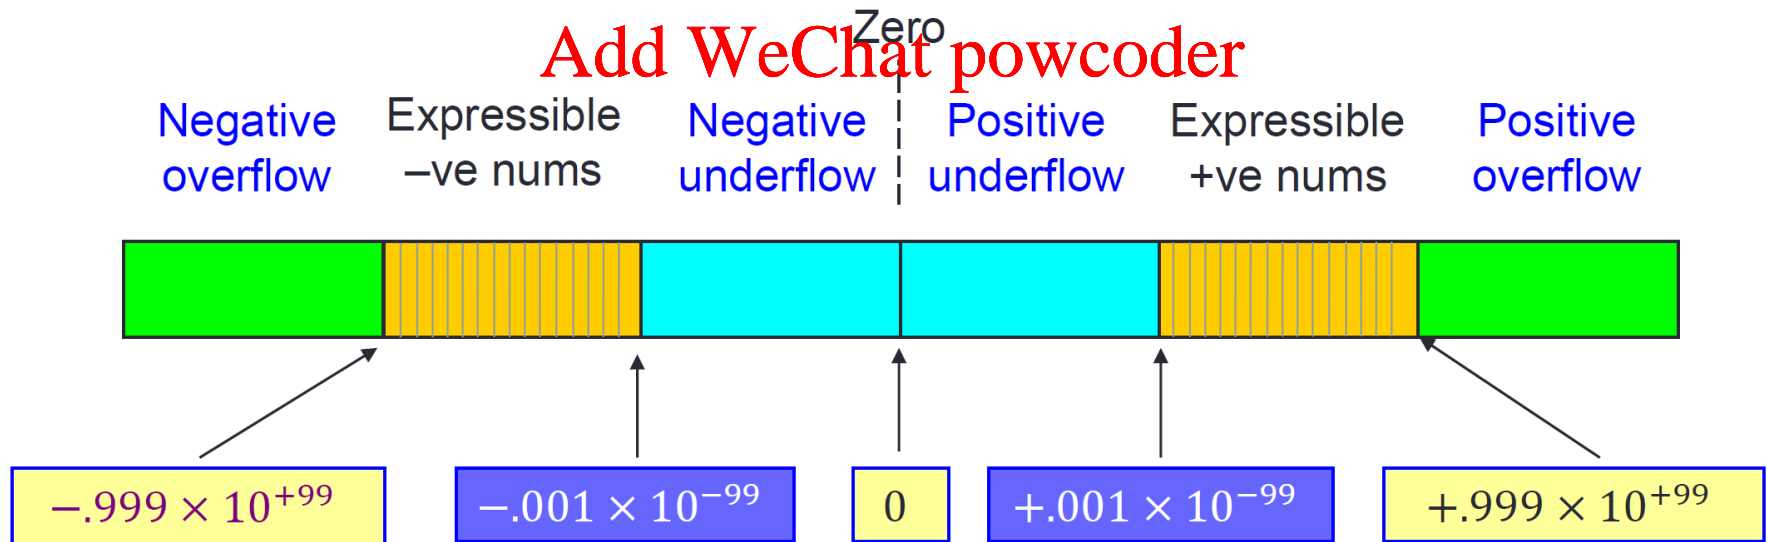 Zero
Add WeChat powcoder
Negative overflow
Expressible –ve nums
Negative underflow
Positive underflow
Expressible +ve nums
Positive overflow
−.999 × 10⁺⁹⁹
−.001 × 10⁻⁹⁹
0
+.001 × 10⁻⁹⁹
+.999 × 10⁺⁹⁹